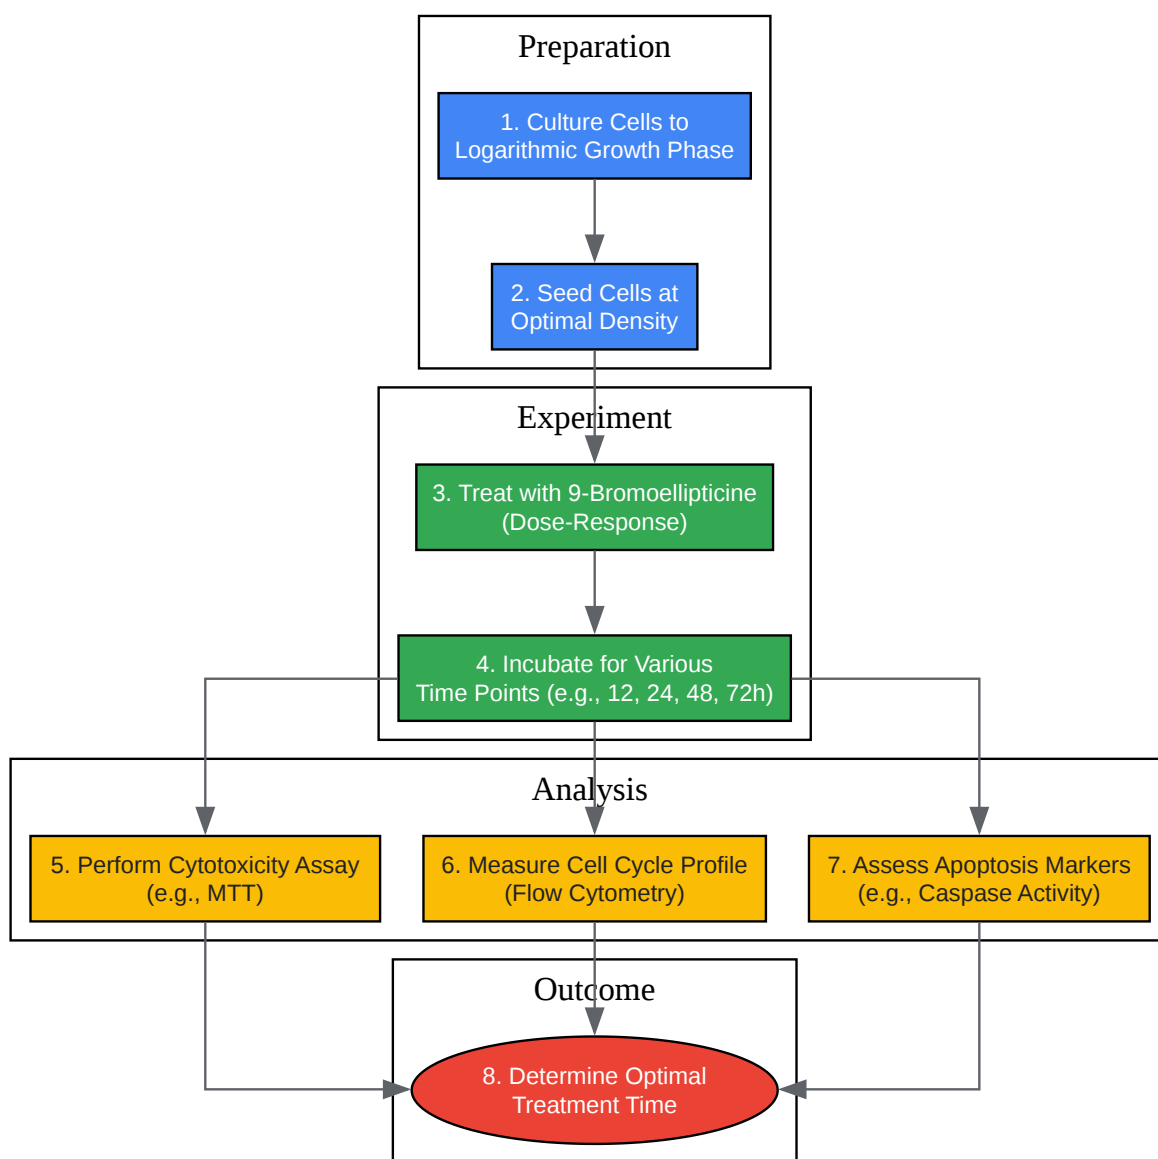 Preparation
1. Culture Cells to
Logarithmic Growth Phase
2. Seed Cells at
Optimal Density
Experiment
3. Treat with 9-Bromoellipticine
(Dose-Response)
4. Incubate for Various
Time Points (e.g., 12, 24, 48, 72h)
Analysis
5. Perform Cytotoxicity Assay
(e.g., MTT)
6. Measure Cell Cycle Profile
(Flow Cytometry)
7. Assess Apoptosis Markers
(e.g., Caspase Activity)
Outcome
8. Determine Optimal
Treatment Time